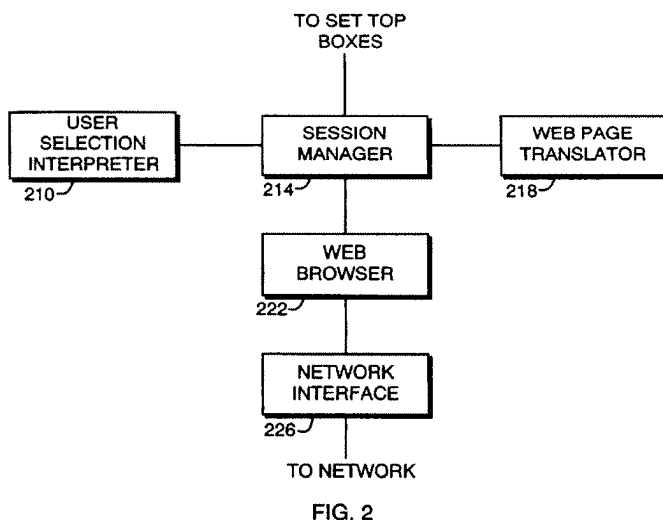 TO SET TOP
BOXES
USER
SELECTION
INTERPRETER
210
SESSION
MANAGER
214
WEB PAGE
TRANSLATOR
218
WEB
BROWSER
222
NETWORK
INTERFACE
226
TO NETWORK
FIG. 2